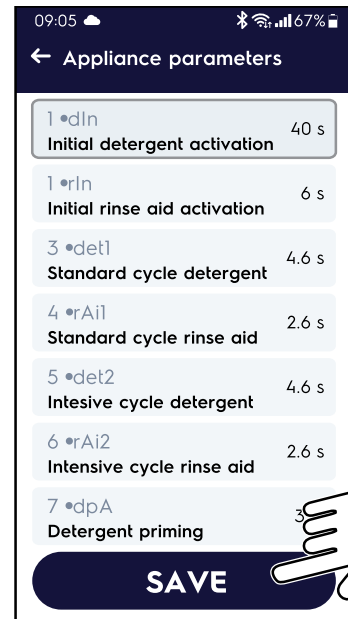 09:05 67%
← Appliance parameters
1 •dIn
Initial detergent activation
40 s
1 •rIn
Initial rinse aid activation
6 s
3 •det1
Standard cycle detergent
4.6 s
4 •rAi1
Standard cycle rinse aid
2.6 s
5 •det2
Intesive cycle detergent
4.6 s
6 •rAi2
Intensive cycle rinse aid
2.6 s
7 •dpA
Detergent priming
SAVE